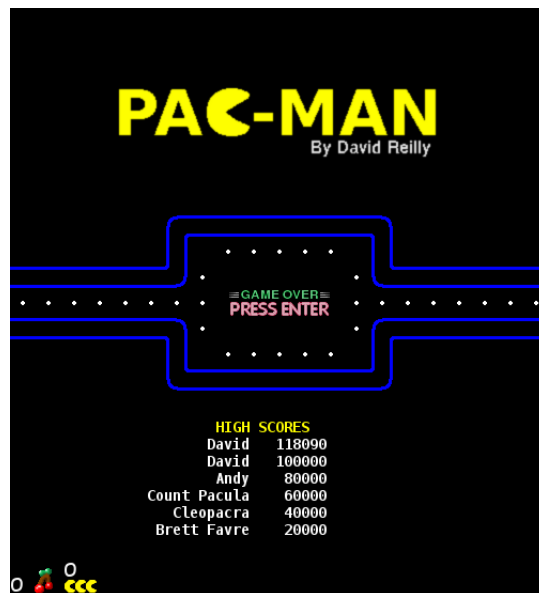 PAC-MAN
By David Reilly
GAME OVER
PRESS ENTER
HIGH SCORES
David 118090
David 100000
Andy 80000
Count Pacula 60000
Cleopacra 40000
Brett Favre 20000
0
0